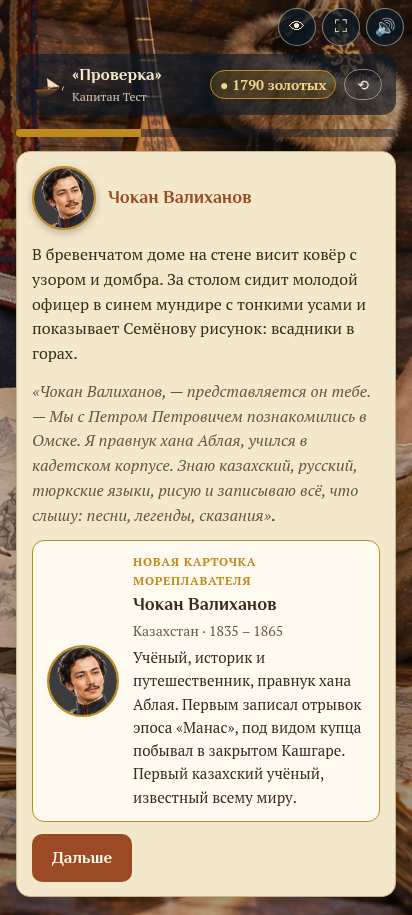 «Проверка»
Капитан Тест
● 1790 золотых
Чокан Валиханов
В бревенчатом доме на стене висит ковёр с
узором и домбра. За столом сидит молодой
офицер в синем мундире с тонкими усами и
показывает Семёнову рисунок: всадники в
горах.
«Чокан Валиханов, — представляется он тебе.
— Мы с Петром Петровичем познакомились в
Омске. Я правнук хана Аблая, учился в
кадетском корпусе. Знаю казахский, русский,
тюркские языки, рисую и записываю всё, что
слышу: песни, легенды, сказания».
НОВАЯ КАРТОЧКА
МОРЕПЛАВАТЕЛЯ
Чокан Валиханов
Казахстан · 1835 – 1865
Учёный, историк и
путешественник, правнук хана
Аблая. Первым записал отрывок
эпоса «Манас», под видом купца
побывал в закрытом Кашгаре.
Первый казахский учёный,
известный всему миру.
Дальше